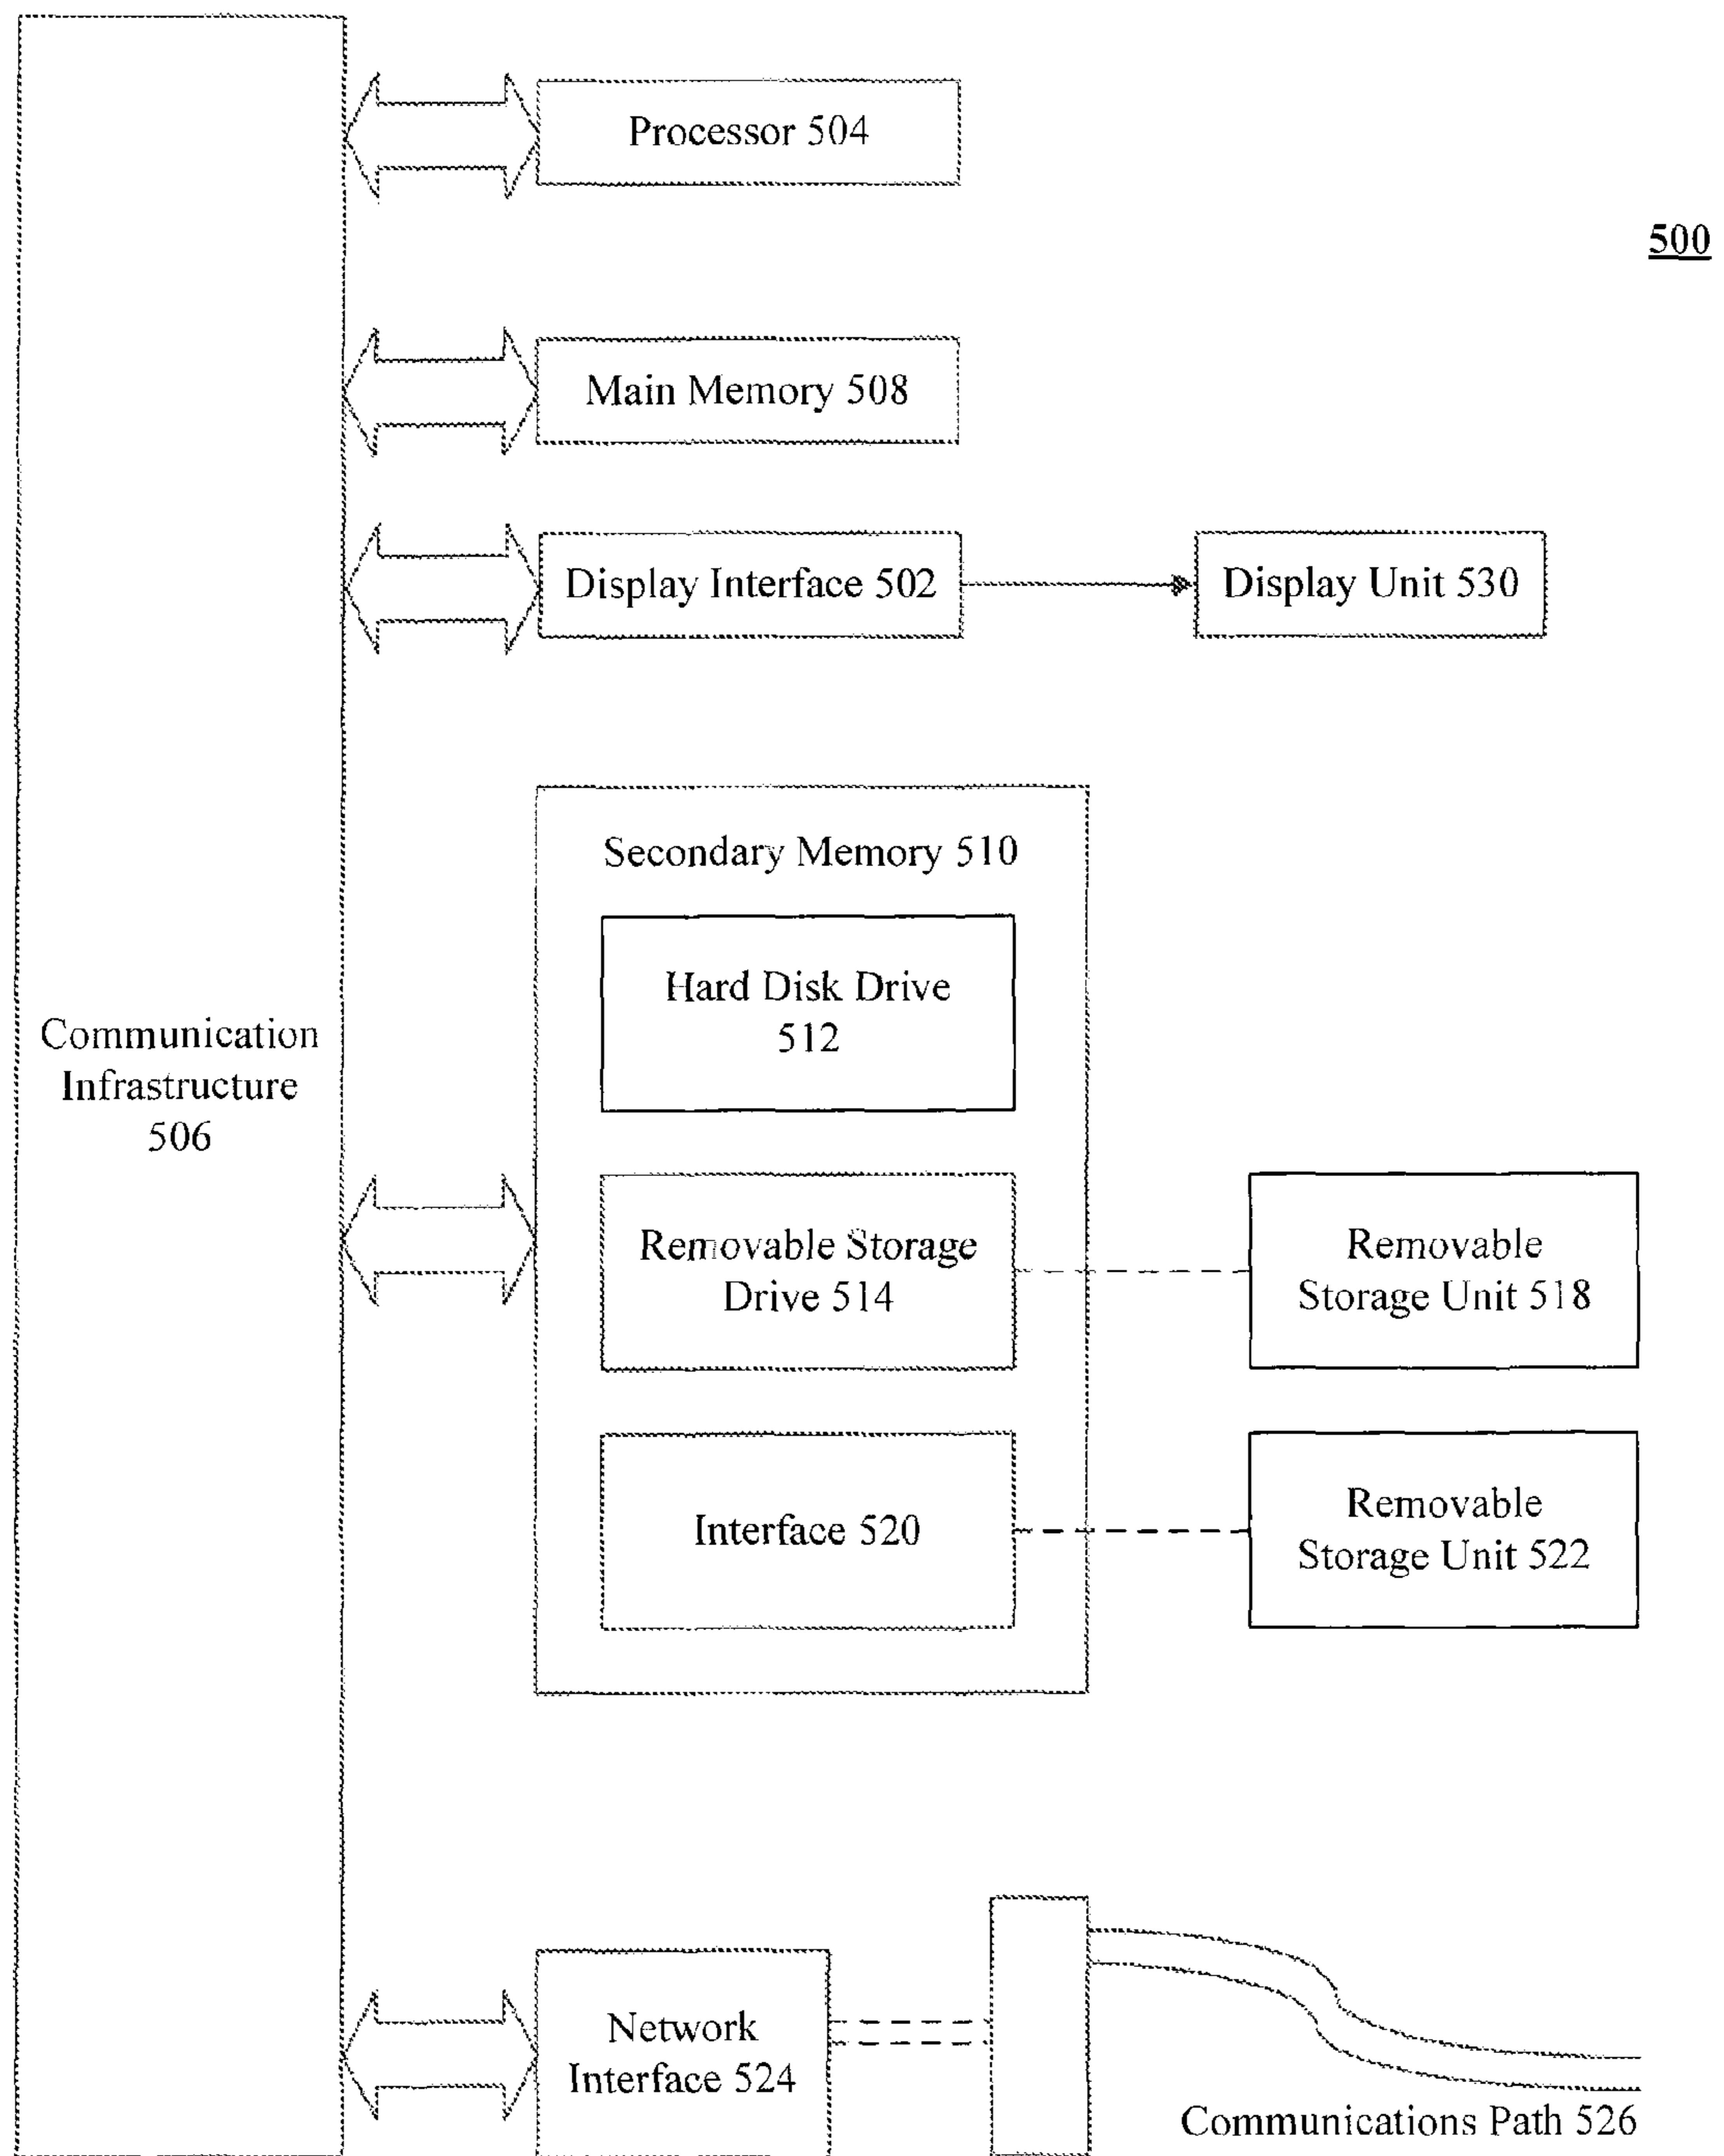 Processor 504
500
Main Memory 508
Display Interface 502
Display Unit 530
Secondary Memory 510
Hard Disk Drive
512
Communication
Infrastructure
506
Removable Storage
Drive 514
Removable
Storage Unit 518
Interface 520
Removable
Storage Unit 522
Network
Interface 524
Communications Path 526